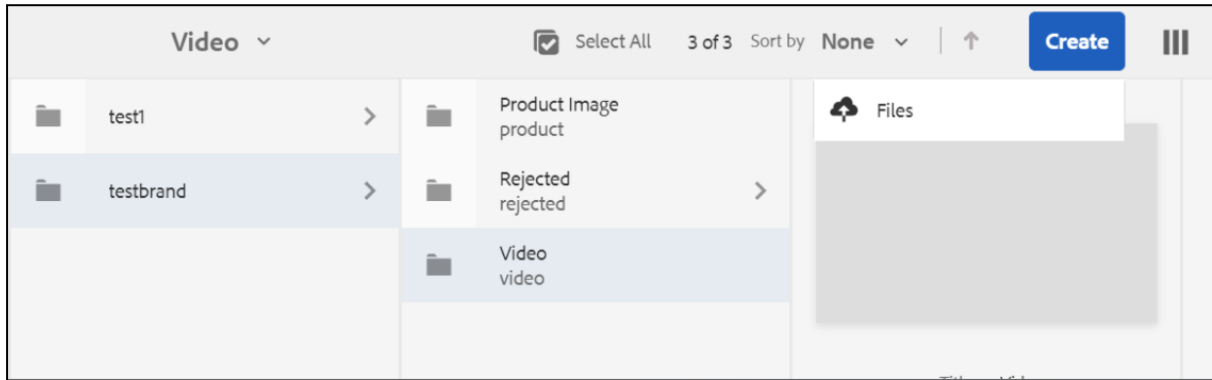 Video
Select All 3 of 3 Sort by None Create
test1
testbrand
Product Image
product
Rejected
rejected
Video
video
Files